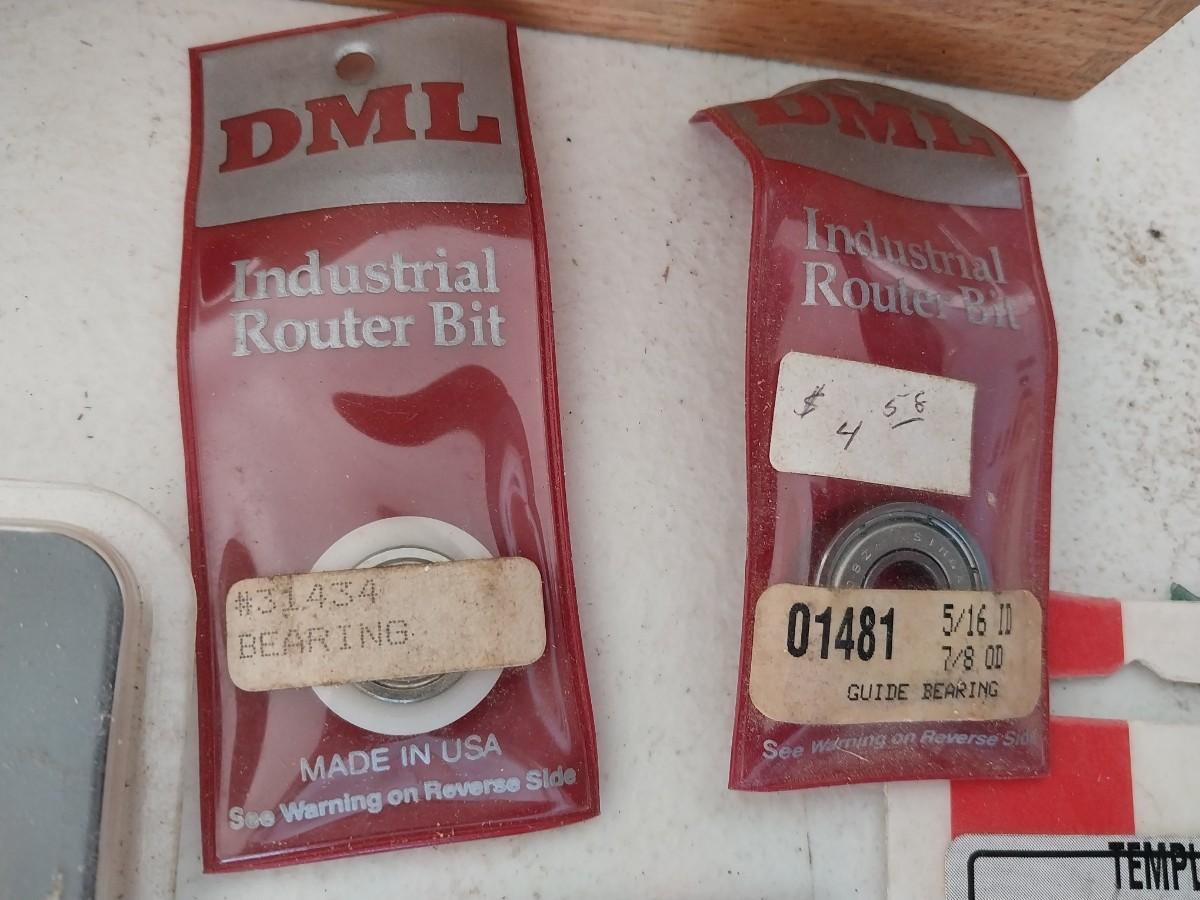 DML
Industrial
Router Bit
#31434
BEARING
MADE IN USA
See Warning on Reverse Side
DML
Industrial
Router Bit
$ 4 58
01481
5/16 ID
7/8 OD
GUIDE BEARING
See Warning on Reverse Side